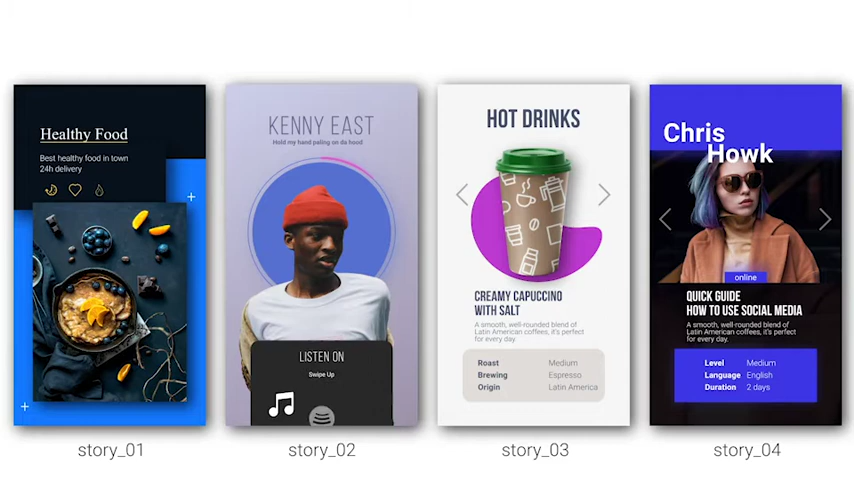 Healthy Food
Best healthy food in town
24h delivery
story_01
KENNY EAST
Hold my hand paling on da hood
LISTEN ON
Swipe Up
story_02
HOT DRINKS
CREAMY CAPUCCINO
WITH SALT
A smooth, well-rounded blend of
Latin American coffees, it's perfect
for every day.
Roast Medium
Brewing Espresso
Origin Latin America
story_03
Chris
Howk
online
QUICK GUIDE
HOW TO USE SOCIAL MEDIA
A smooth, well-rounded blend of
Latin American coffees, it's perfect
for every day.
Level Medium
Language English
Duration 2 days
story_04